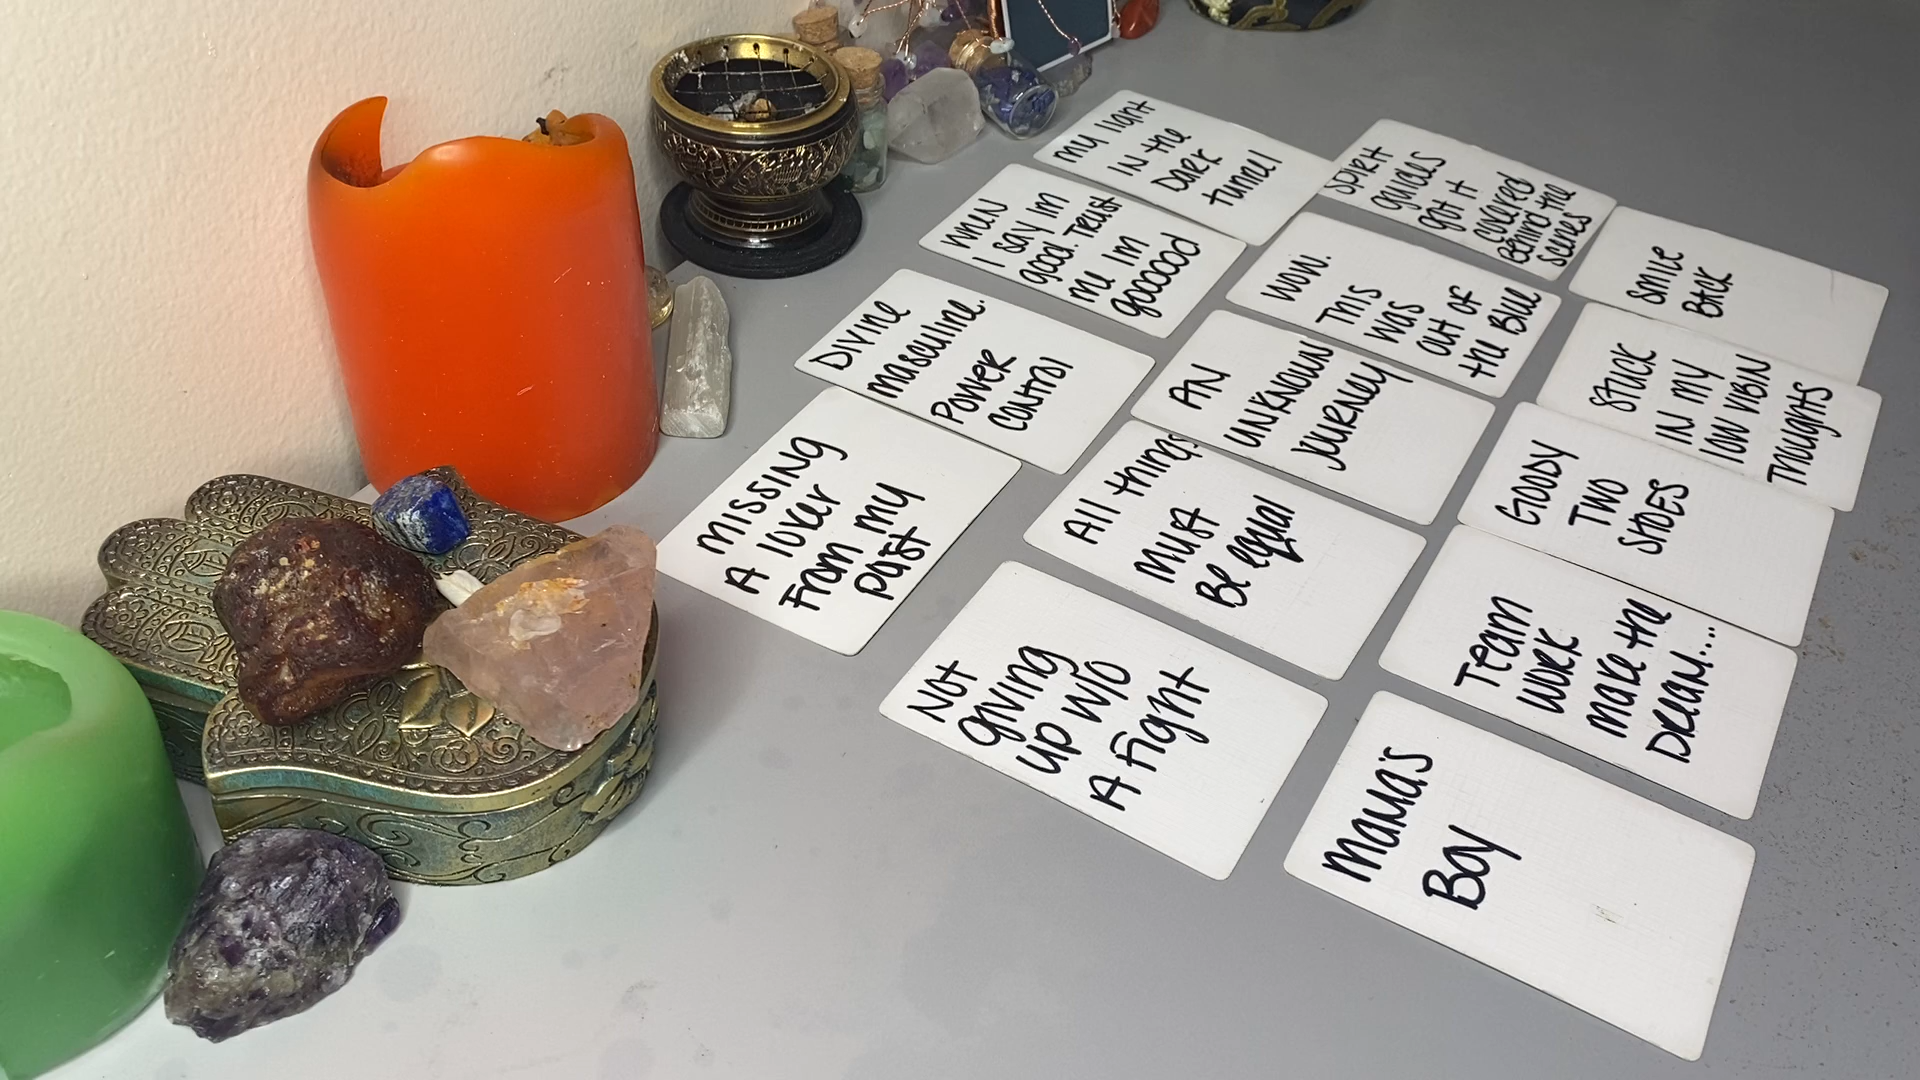 my light
IN the
Dark
tunnel
SPIRIT
guides
got it
covered
Behind the
scenes
Smile
BACK
When
I say im
good. Trust
me im
goooood
WOW.
THIS
WAS
out OF
the Blue
STUCK
IN my
low VIBIN
THOUGHTS
DIVINE
masculine.
Power
control
AN
UNKNOWN
JOURNEY
GOODY
TWO
SHOES
MISSING
A lover
From my
past
All things
must
Be equal
Team
work
make the
Dream...
Not
giving
up w/o
A Fight
Mama's
Boy